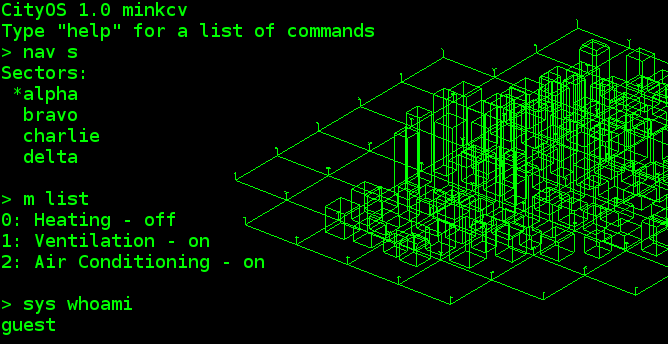 CityOS 1.0 minkcv
Type "help" for a list of commands
> nav s
Sectors:
*alpha
bravo
charlie
delta
> m list
0: Heating - off
1: Ventilation - on
2: Air Conditioning - on
> sys whoami
guest